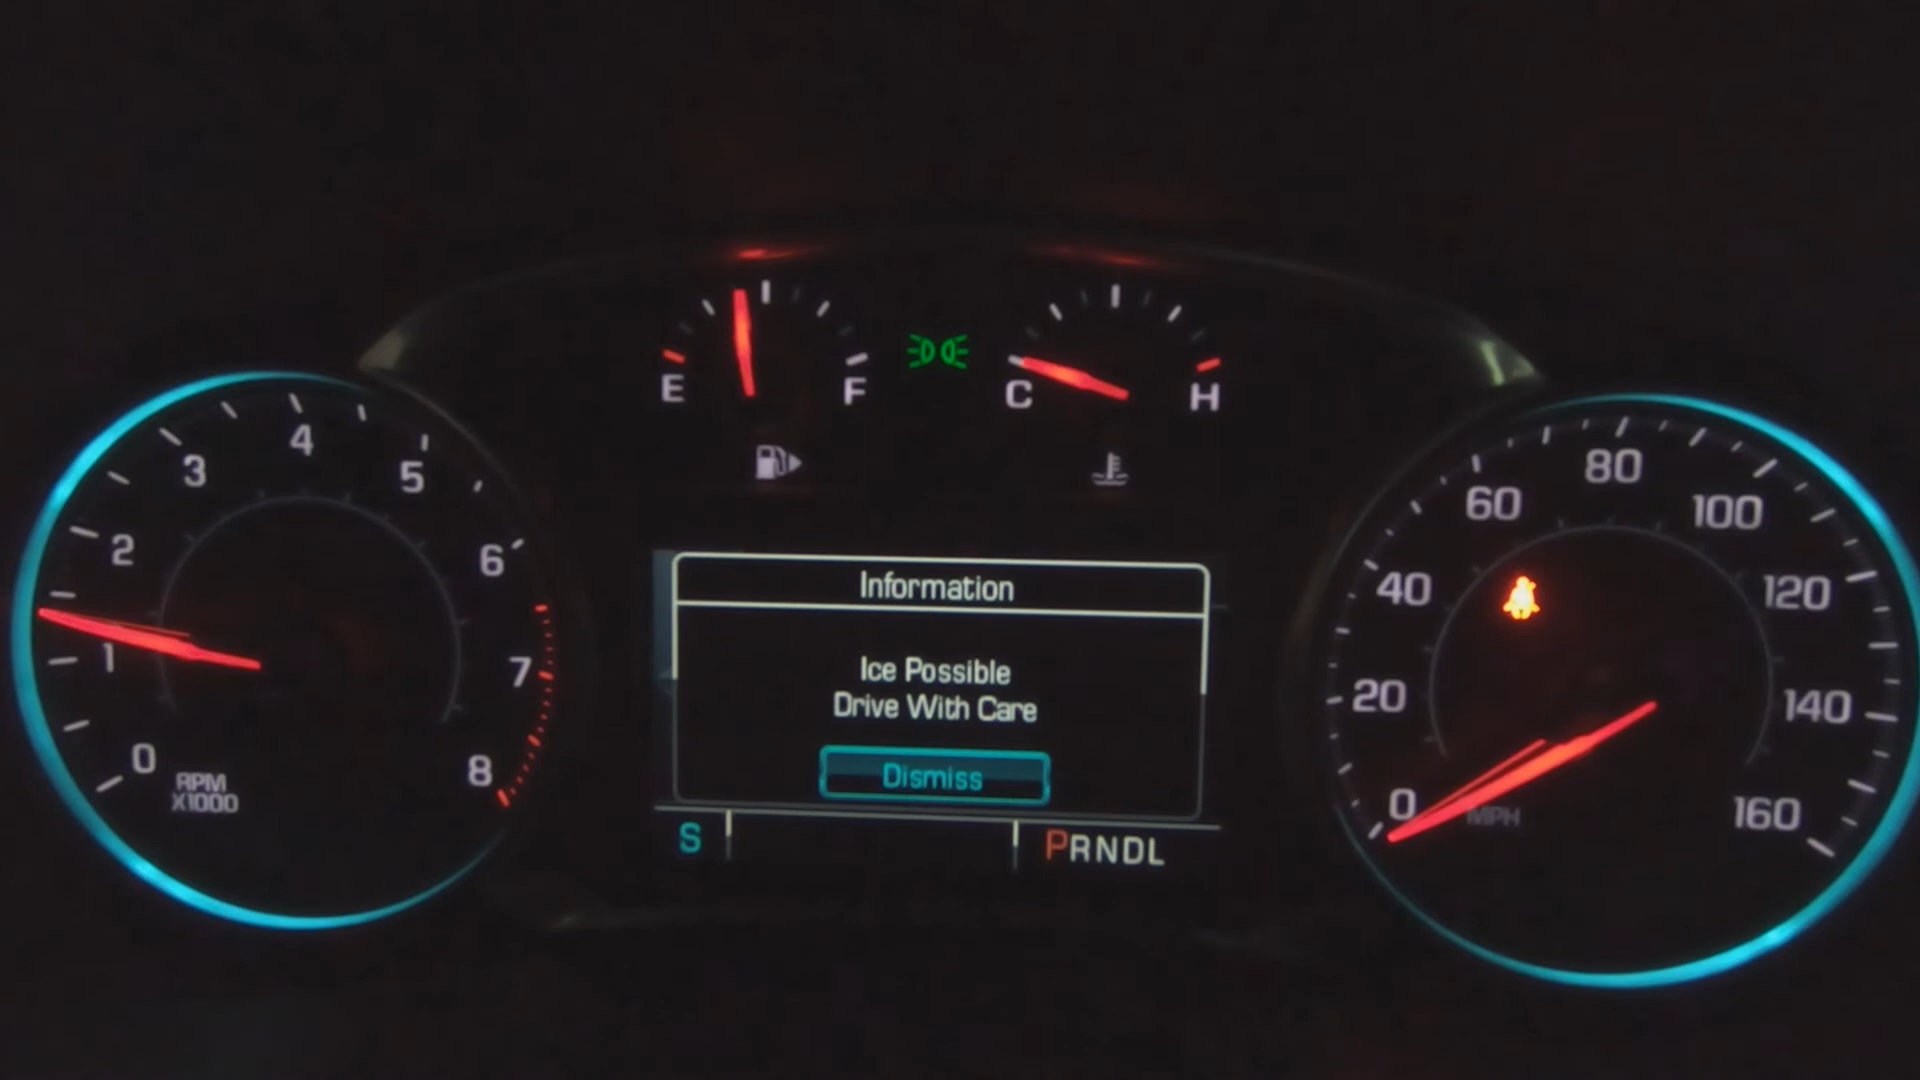 E F
C H
0 1 2 3 4 5 6 7 8
RPM
X1000
Information
Ice Possible
Drive With Care
Dismiss
S
PRNDL
0 20 40 60 80 100 120 140 160
MPH